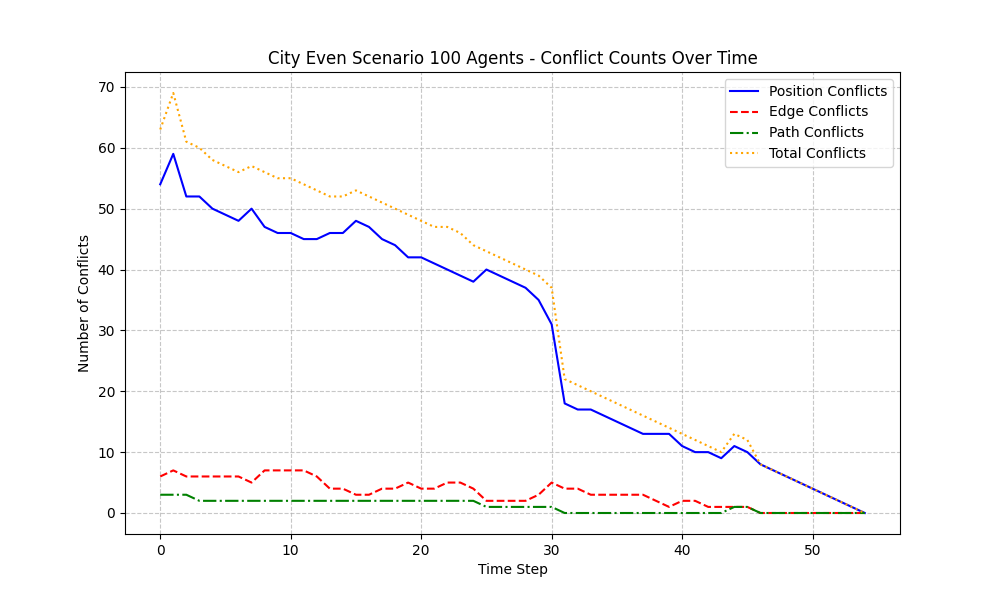 City Even Scenario 100 Agents - Conflict Counts Over Time
Number of Conflicts
70
60
50
40
30
20
10
0
Position Conflicts
Edge Conflicts
Path Conflicts
Total Conflicts
0 10 20 30 40 50
Time Step